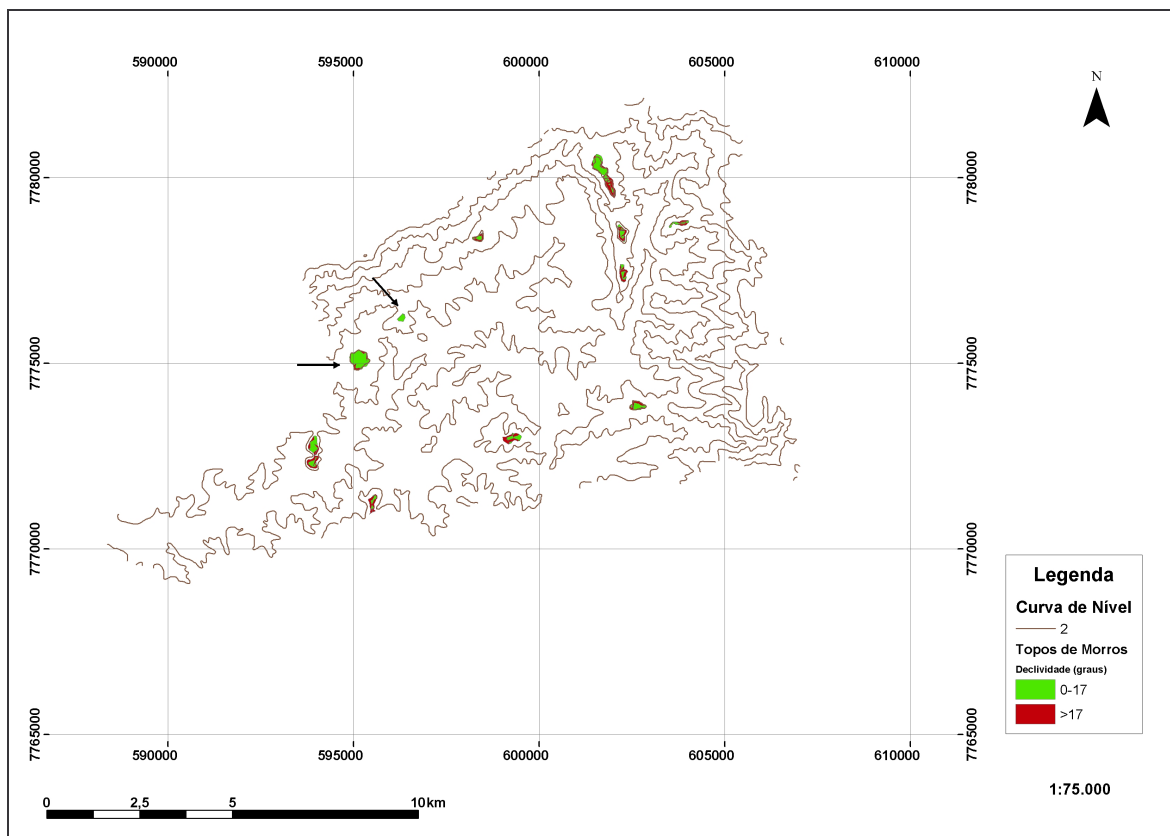 590000 595000 600000 605000 610000
N
7780000 7780000
7775000 7775000
7770000 7770000
7765000 7765000
590000 595000 600000 605000 610000
Legenda
Curva de Nível
2
Topos de Morros
Declividade (graus)
0-17
>17
1:75.000
0 2,5 5 10 km